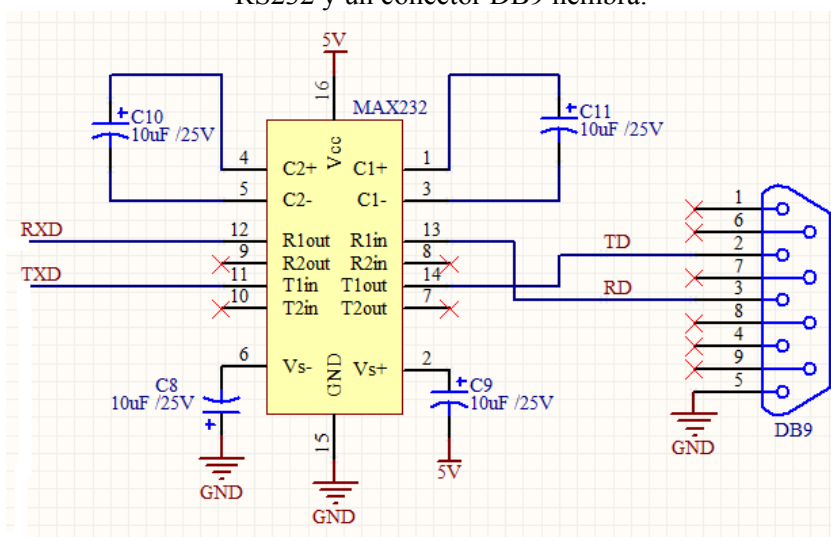 RS232 y un conector DB9 hembra.
5V
16
MAX232
C10
10uF /25V
C11
10uF /25V
Vcc
4 C2+ C1+ 1
5 C2- C1- 3
RXD 12 R1out R1in 13
9 R2out R2in 8
TXD 11 T1in T1out 14
10 T2in T2out 7
TD
RD
1
6
2
7
3
8
4
9
5
DB9
GND
6 Vs- GND Vs+ 2
C8
10uF /25V
C9
10uF /25V
15
GND
GND
5V